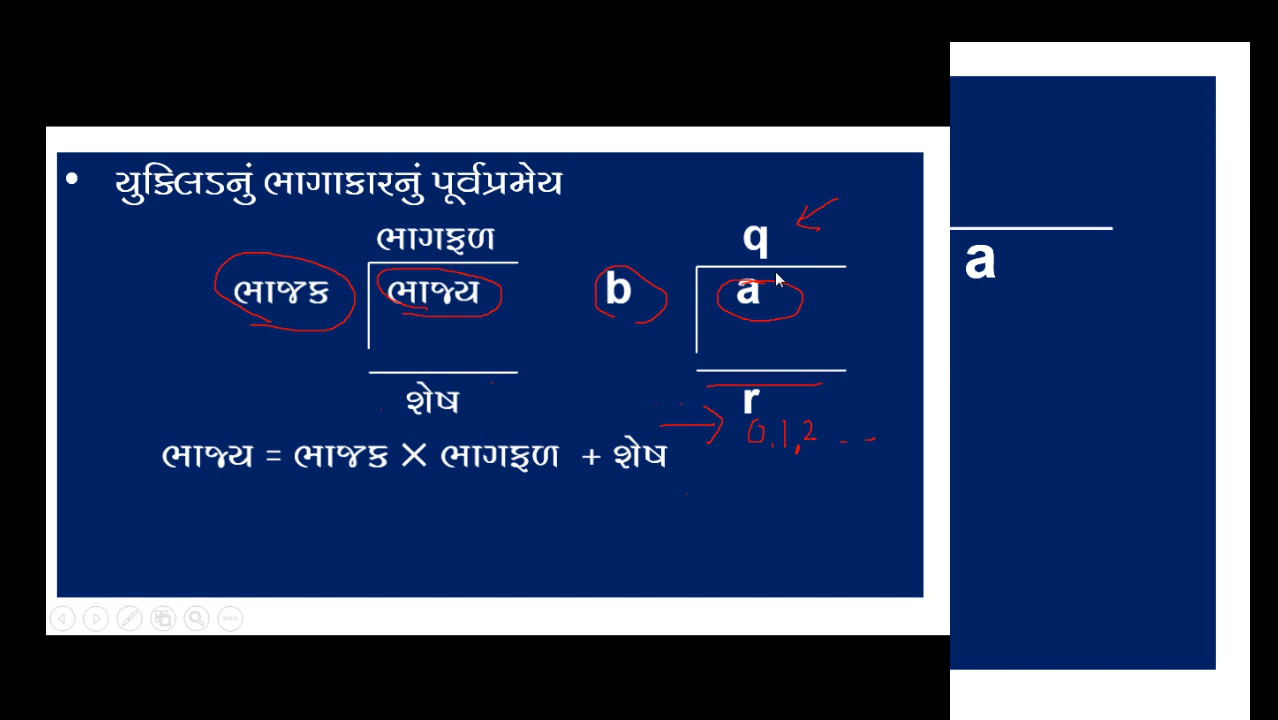 • યુક્લિડનું ભાગાકારનું પૂર્વપ્રમેય
ભાગફળ q
ભાજક ભાજ્ય b a
શેષ r
0,1,2 - -
ભાજ્ય = ભાજક × ભાગફળ + શેષ
a